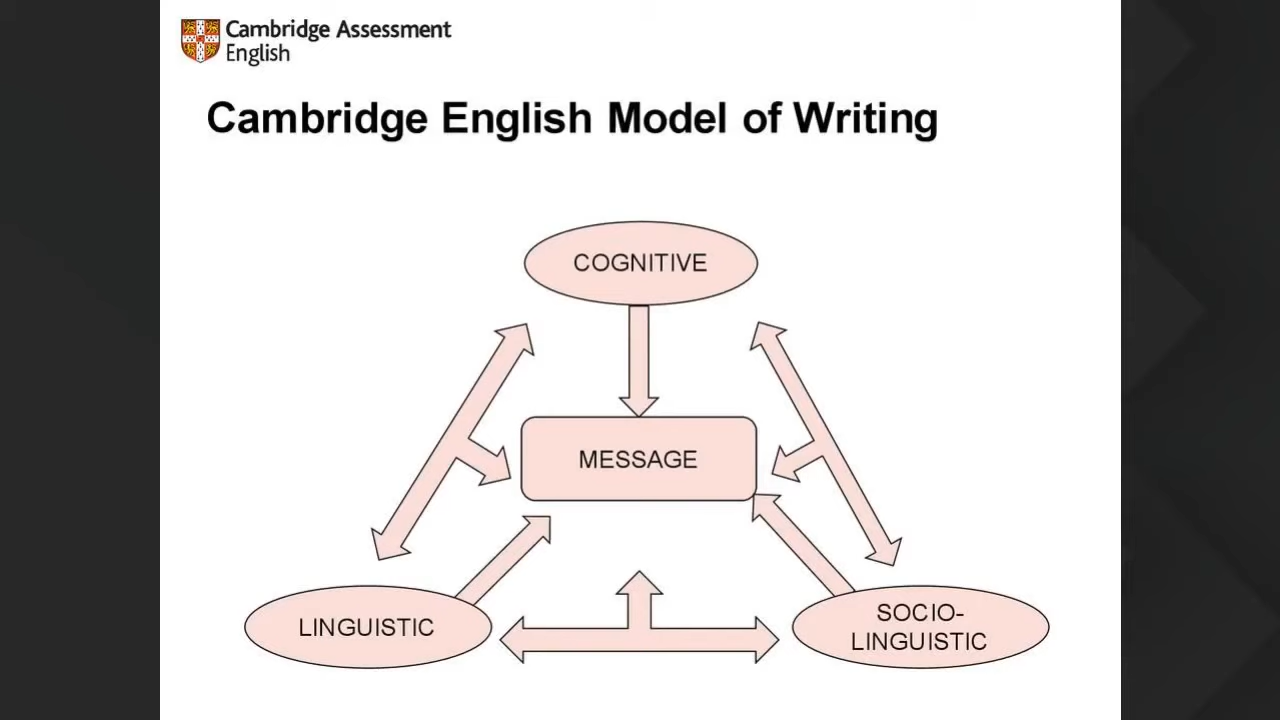 Cambridge Assessment
English
Cambridge English Model of Writing
COGNITIVE
MESSAGE
LINGUISTIC
SOCIO-
LINGUISTIC